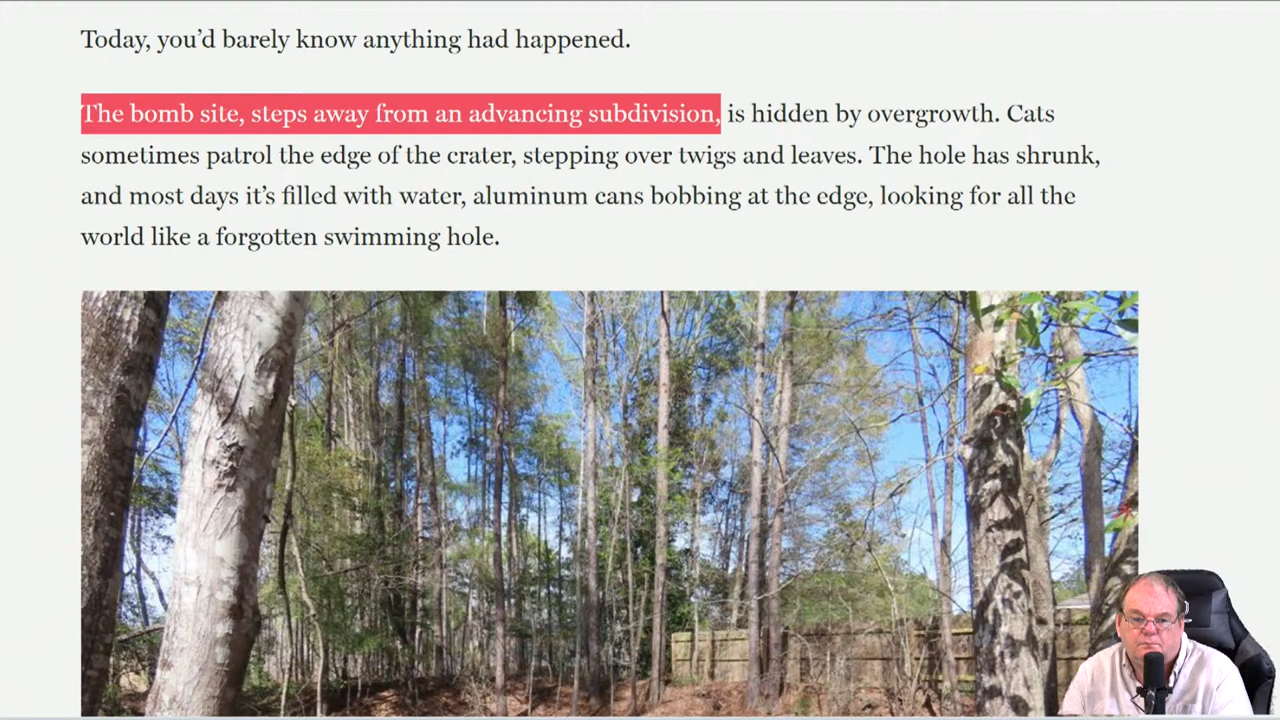 Today, you’d barely know anything had happened.
The bomb site, steps away from an advancing subdivision, is hidden by overgrowth. Cats
sometimes patrol the edge of the crater, stepping over twigs and leaves. The hole has shrunk,
and most days it’s filled with water, aluminum cans bobbing at the edge, looking for all the
world like a forgotten swimming hole.